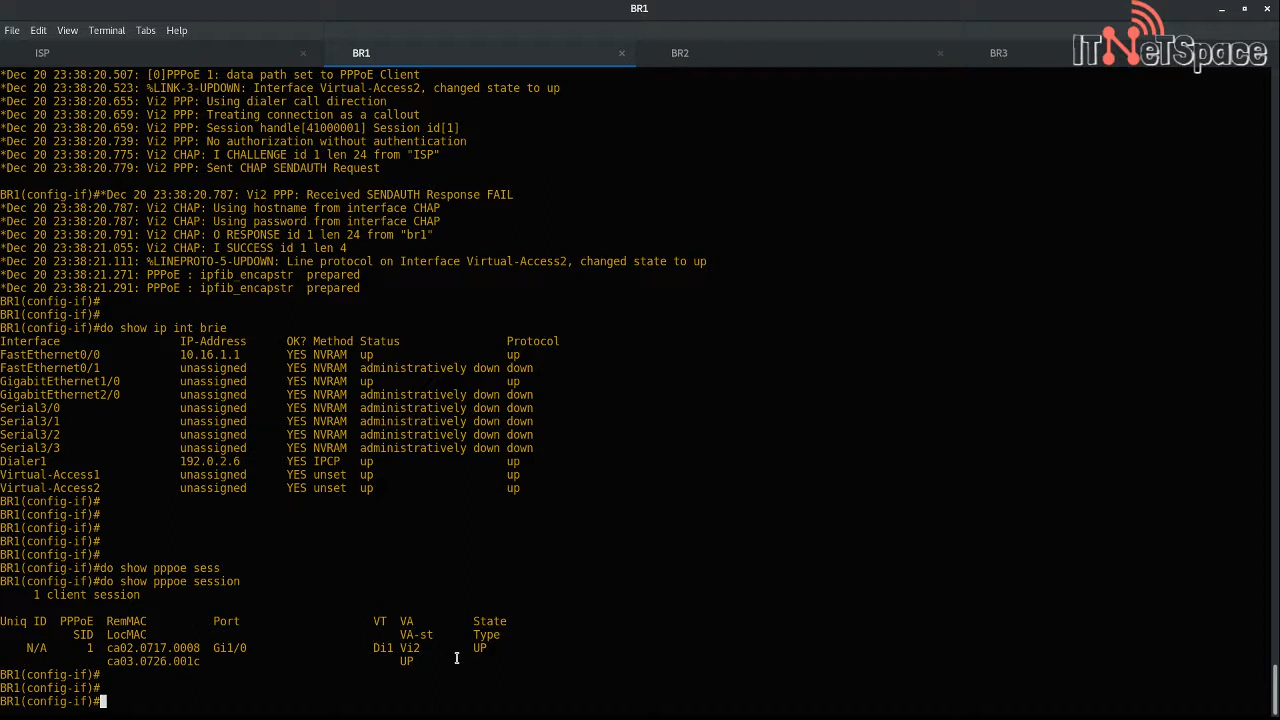 BR1
File Edit View Terminal Tabs Help
ITNeTSpace
ISP × BR1 × BR2 × BR3
*Dec 20 23:38:20.507: [0]PPPoE 1: data path set to PPPoE Client
*Dec 20 23:38:20.523: %LINK-3-UPDOWN: Interface Virtual-Access2, changed state to up
*Dec 20 23:38:20.655: Vi2 PPP: Using dialer call direction
*Dec 20 23:38:20.659: Vi2 PPP: Treating connection as a callout
*Dec 20 23:38:20.659: Vi2 PPP: Session handle[41000001] Session id[1]
*Dec 20 23:38:20.739: Vi2 PPP: No authorization without authentication
*Dec 20 23:38:20.775: Vi2 CHAP: I CHALLENGE id 1 len 24 from "ISP"
*Dec 20 23:38:20.779: Vi2 PPP: Sent CHAP SENDAUTH Request
BR1(config-if)#*Dec 20 23:38:20.787: Vi2 PPP: Received SENDAUTH Response FAIL
*Dec 20 23:38:20.787: Vi2 CHAP: Using hostname from interface CHAP
*Dec 20 23:38:20.787: Vi2 CHAP: Using password from interface CHAP
*Dec 20 23:38:20.791: Vi2 CHAP: O RESPONSE id 1 len 24 from "br1"
*Dec 20 23:38:21.055: Vi2 CHAP: I SUCCESS id 1 len 4
*Dec 20 23:38:21.111: %LINEPROTO-5-UPDOWN: Line protocol on Interface Virtual-Access2, changed state to up
*Dec 20 23:38:21.271: PPPoE : ipfib_encapstr  prepared
*Dec 20 23:38:21.291: PPPoE : ipfib_encapstr  prepared
BR1(config-if)#
BR1(config-if)#
BR1(config-if)#do show ip int brie
Interface IP-Address OK? Method Status Protocol
FastEthernet0/0 10.16.1.1 YES NVRAM up up
FastEthernet0/1 unassigned YES NVRAM administratively down down
GigabitEthernet1/0 unassigned YES NVRAM up up
GigabitEthernet2/0 unassigned YES NVRAM administratively down down
Serial3/0 unassigned YES NVRAM administratively down down
Serial3/1 unassigned YES NVRAM administratively down down
Serial3/2 unassigned YES NVRAM administratively down down
Serial3/3 unassigned YES NVRAM administratively down down
Dialer1 192.0.2.6 YES IPCP up up
Virtual-Access1 unassigned YES unset up up
Virtual-Access2 unassigned YES unset up up
BR1(config-if)#
BR1(config-if)#
BR1(config-if)#
BR1(config-if)#
BR1(config-if)#
BR1(config-if)#do show pppoe sess
BR1(config-if)#do show pppoe session
1 client session
Uniq ID PPPoE RemMAC Port VT VA State
SID LocMAC VA-st Type
N/A 1 ca02.0717.0008 Gi1/0 Di1 Vi2 UP
ca03.0726.001c UP
BR1(config-if)#
BR1(config-if)#
BR1(config-if)#